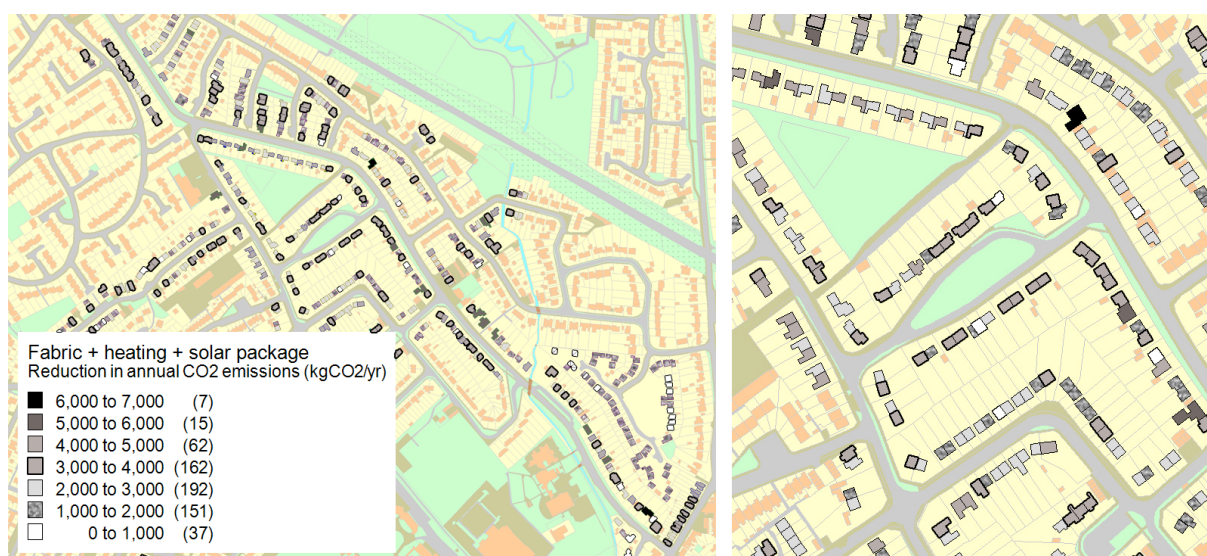 Fabric + heating + solar package
Reduction in annual CO2 emissions (kgCO2/yr)
6,000 to 7,000 (7)
5,000 to 6,000 (15)
4,000 to 5,000 (62)
3,000 to 4,000 (162)
2,000 to 3,000 (192)
1,000 to 2,000 (151)
0 to 1,000 (37)